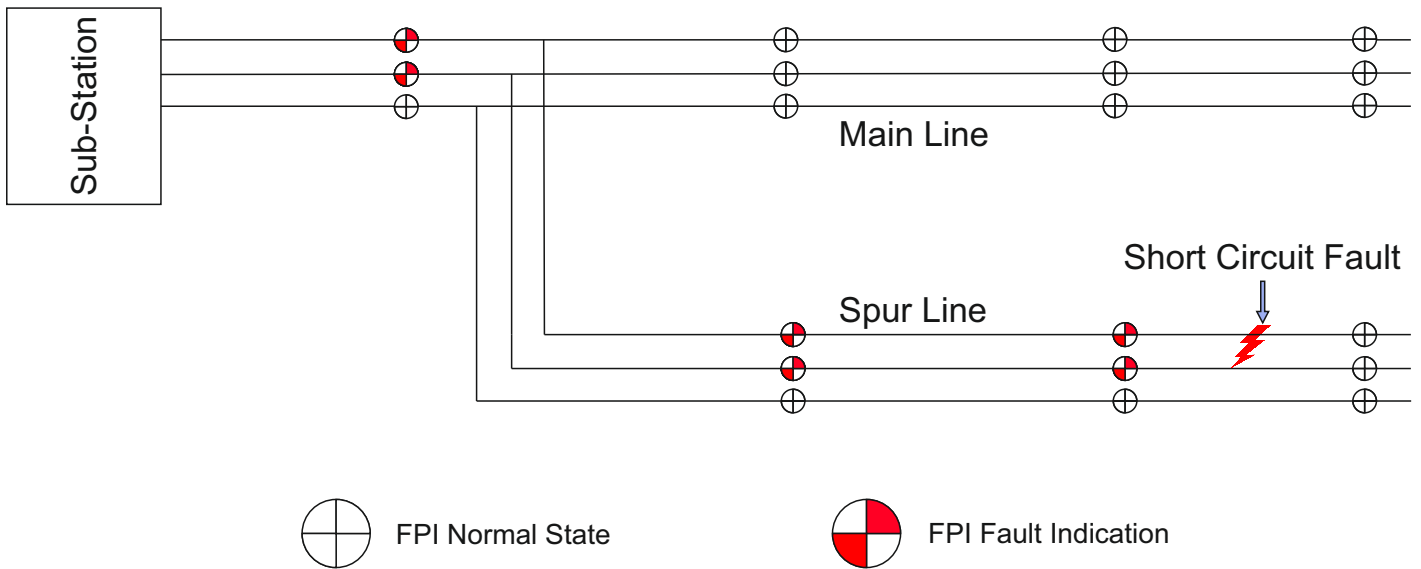 Sub-Station
Main Line
Short Circuit Fault
Spur Line
FPI Normal State
FPI Fault Indication